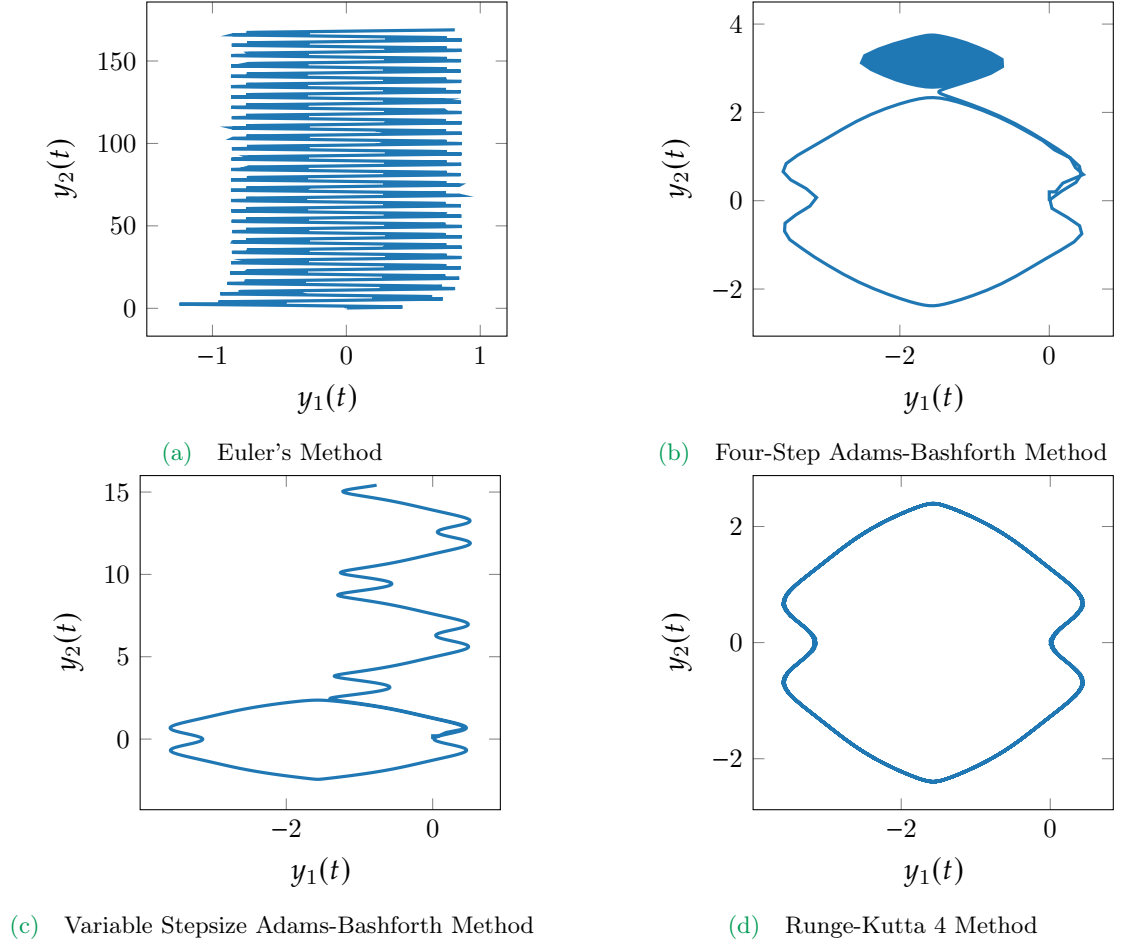 150
100
50
0
−1
0
1
y₂(t)
y₁(t)
(a) Euler's Method
4
2
0
−2
−2
0
y₂(t)
y₁(t)
(b) Four-Step Adams-Bashforth Method
15
10
5
0
−2
0
y₂(t)
y₁(t)
(c) Variable Stepsize Adams-Bashforth Method
2
0
−2
−2
0
y₂(t)
y₁(t)
(d) Runge-Kutta 4 Method